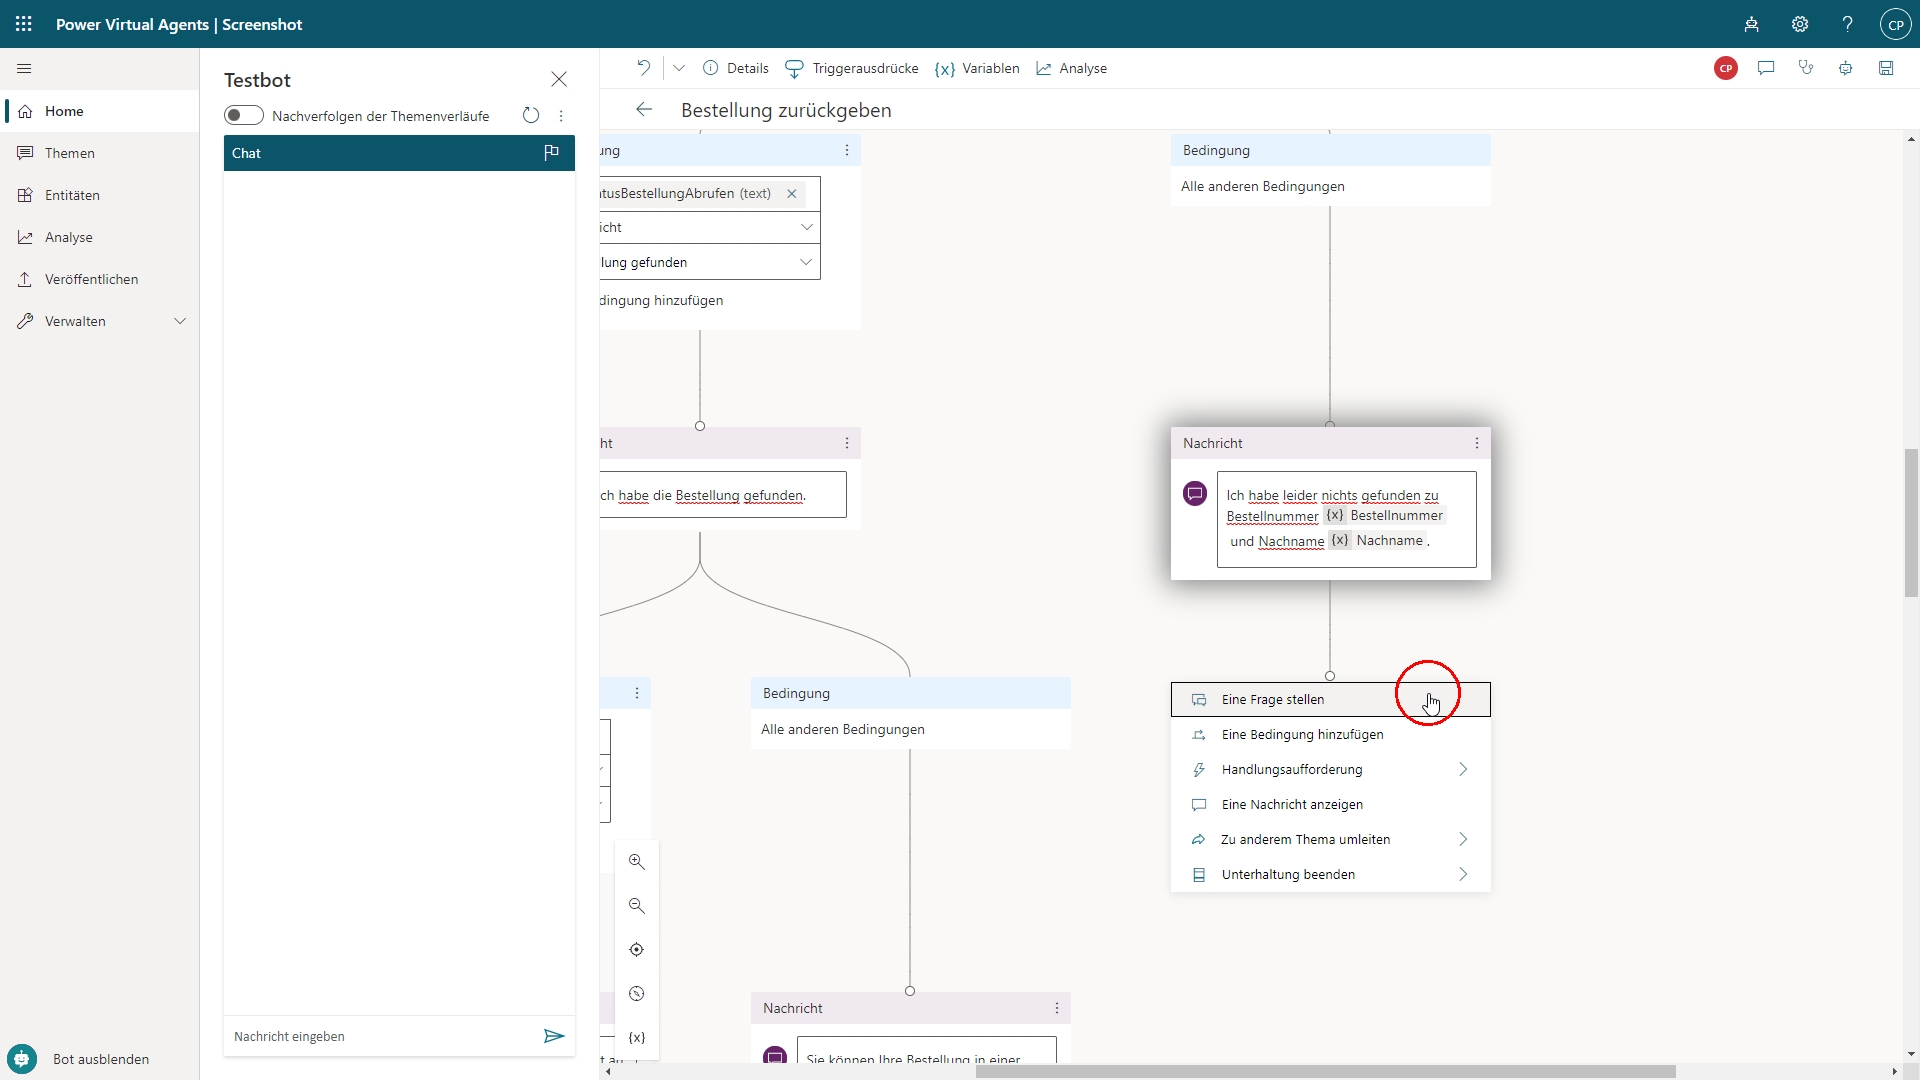 Power Virtual Agents | Screenshot
CP
Home
Themen
Entitäten
Analyse
Veröffentlichen
Verwalten
Bot ausblenden
Testbot
Nachverfolgen der Themenverläufe
Chat
Nachricht eingeben
Details
Triggerausdrücke
{x} Variablen
Analyse
CP
Bestellung zurückgeben
ung
atusBestellungAbrufen (text)
icht
lung gefunden
dingung hinzufügen
Bedingung
Alle anderen Bedingungen
ht
ch habe die Bestellung gefunden.
Nachricht
Ich habe leider nichts gefunden zu
Bestellnummer {x} Bestellnummer
und Nachname {x} Nachname .
Bedingung
Alle anderen Bedingungen
Eine Frage stellen
Eine Bedingung hinzufügen
Handlungsaufforderung
Eine Nachricht anzeigen
Zu anderem Thema umleiten
Unterhaltung beenden
{x}
Nachricht
Sie können Ihre Bestellung in einer